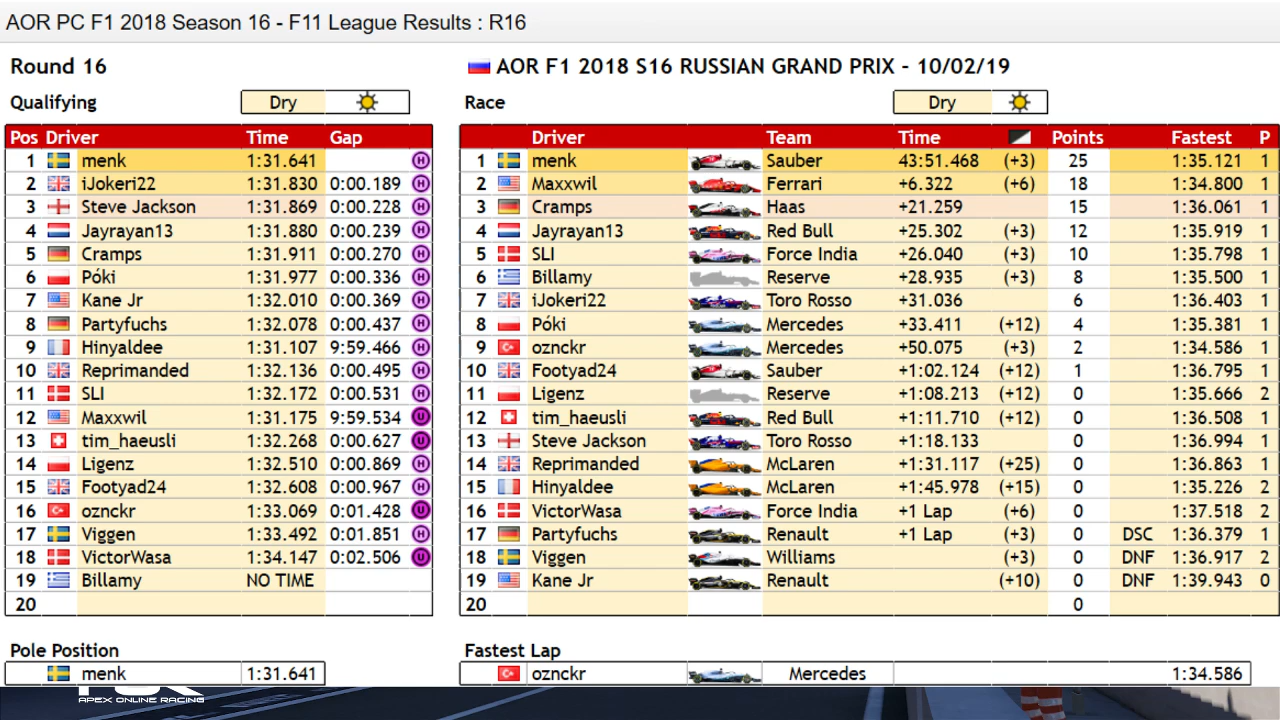 AOR PC F1 2018 Season 16 - F11 League Results : R16
Round 16
Qualifying Dry
Pos Driver Time Gap
1 menk 1:31.641 H
2 iJokeri22 1:31.830 0:00.189 H
3 Steve Jackson 1:31.869 0:00.228 H
4 Jayrayan13 1:31.880 0:00.239 H
5 Cramps 1:31.911 0:00.270 H
6 Póki 1:31.977 0:00.336 H
7 Kane Jr 1:32.010 0:00.369 H
8 Partyfuchs 1:32.078 0:00.437 H
9 Hinyaldee 1:31.107 9:59.466 H
10 Reprimanded 1:32.136 0:00.495 H
11 SLI 1:32.172 0:00.531 H
12 Maxxwil 1:31.175 9:59.534 U
13 tim_haeusli 1:32.268 0:00.627 U
14 Ligenz 1:32.510 0:00.869 H
15 Footyad24 1:32.608 0:00.967 H
16 oznckr 1:33.069 0:01.428 U
17 Viggen 1:33.492 0:01.851 H
18 VictorWasa 1:34.147 0:02.506 U
19 Billamy NO TIME
20
Pole Position
menk 1:31.641
AOR F1 2018 S16 RUSSIAN GRAND PRIX - 10/02/19
Race Dry
Driver Team Time Points Fastest P
1 menk Sauber 43:51.468 (+3) 25 1:35.121 1
2 Maxxwil Ferrari +6.322 (+6) 18 1:34.800 1
3 Cramps Haas +21.259 15 1:36.061 1
4 Jayrayan13 Red Bull +25.302 (+3) 12 1:35.919 1
5 SLI Force India +26.040 (+3) 10 1:35.798 1
6 Billamy Reserve +28.935 (+3) 8 1:35.500 1
7 iJokeri22 Toro Rosso +31.036 6 1:36.403 1
8 Póki Mercedes +33.411 (+12) 4 1:35.381 1
9 oznckr Mercedes +50.075 (+3) 2 1:34.586 1
10 Footyad24 Sauber +1:02.124 (+12) 1 1:36.795 1
11 Ligenz Reserve +1:08.213 (+12) 0 1:35.666 2
12 tim_haeusli Red Bull +1:11.710 (+12) 0 1:36.508 1
13 Steve Jackson Toro Rosso +1:18.133 0 1:36.994 1
14 Reprimanded McLaren +1:31.117 (+25) 0 1:36.863 1
15 Hinyaldee McLaren +1:45.978 (+15) 0 1:35.226 2
16 VictorWasa Force India +1 Lap (+6) 0 1:37.518 2
17 Partyfuchs Renault +1 Lap (+3) 0 DSC 1:36.379 1
18 Viggen Williams (+3) 0 DNF 1:36.917 2
19 Kane Jr Renault (+10) 0 DNF 1:39.943 0
20 0
Fastest Lap
oznckr Mercedes 1:34.586
APEX ONLINE RACING